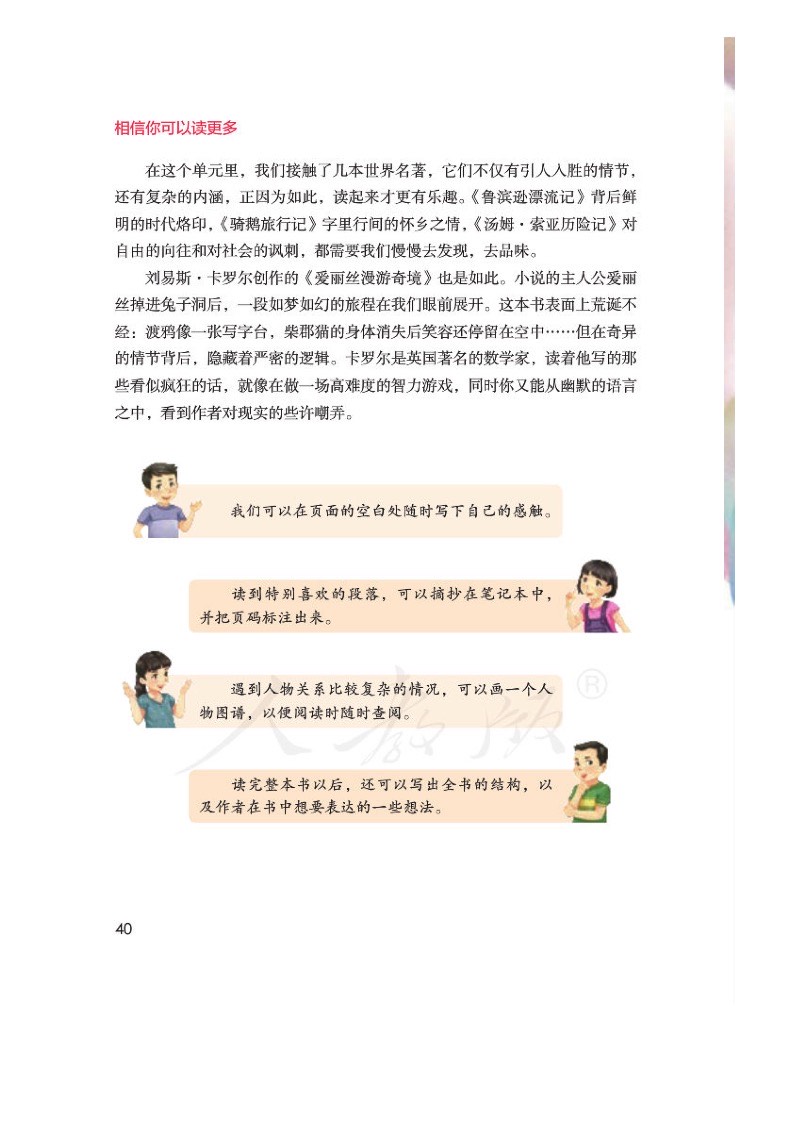 相信你可以读更多
在这个单元里，我们接触了几本世界名著，它们不仅有引人入胜的情节，
还有复杂的内涵，正因为如此，读起来才更有乐趣。《鲁滨逊漂流记》背后鲜
明的时代烙印，《骑鹅旅行记》字里行间的怀乡之情，《汤姆·索亚历险记》对
自由的向往和对社会的讽刺，都需要我们慢慢去发现，去品味。
刘易斯·卡罗尔创作的《爱丽丝漫游奇境》也是如此。小说的主人公爱丽
丝掉进兔子洞后，一段如梦如幻的旅程在我们眼前展开。这本书表面上荒诞不
经：渡鸦像一张写字台，柴郡猫的身体消失后笑容还停留在空中……但在奇异
的情节背后，隐藏着严密的逻辑。卡罗尔是英国著名的数学家，读着他写的那
些看似疯狂的话，就像在做一场高难度的智力游戏，同时你又能从幽默的语言
之中，看到作者对现实的些许嘲弄。
我们可以在页面的空白处随时写下自己的感触。
读到特别喜欢的段落，可以摘抄在笔记本中，
并把页码标注出来。
遇到人物关系比较复杂的情况，可以画一个人
物图谱，以便阅读时随时查阅。
人教版®
读完整本书以后，还可以写出全书的结构，以
及作者在书中想要表达的一些想法。
40